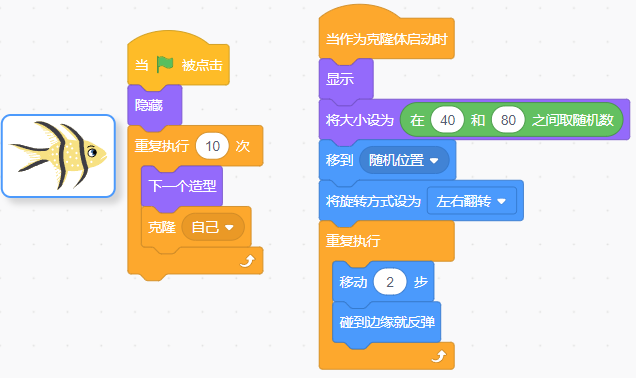 当 被点击
隐藏
重复执行 10 次
下一个造型
克隆 自己
当作为克隆体启动时
显示
将大小设为 在 40 和 80 之间取随机数
移到 随机位置
将旋转方式设为 左右翻转
重复执行
移动 2 步
碰到边缘就反弹